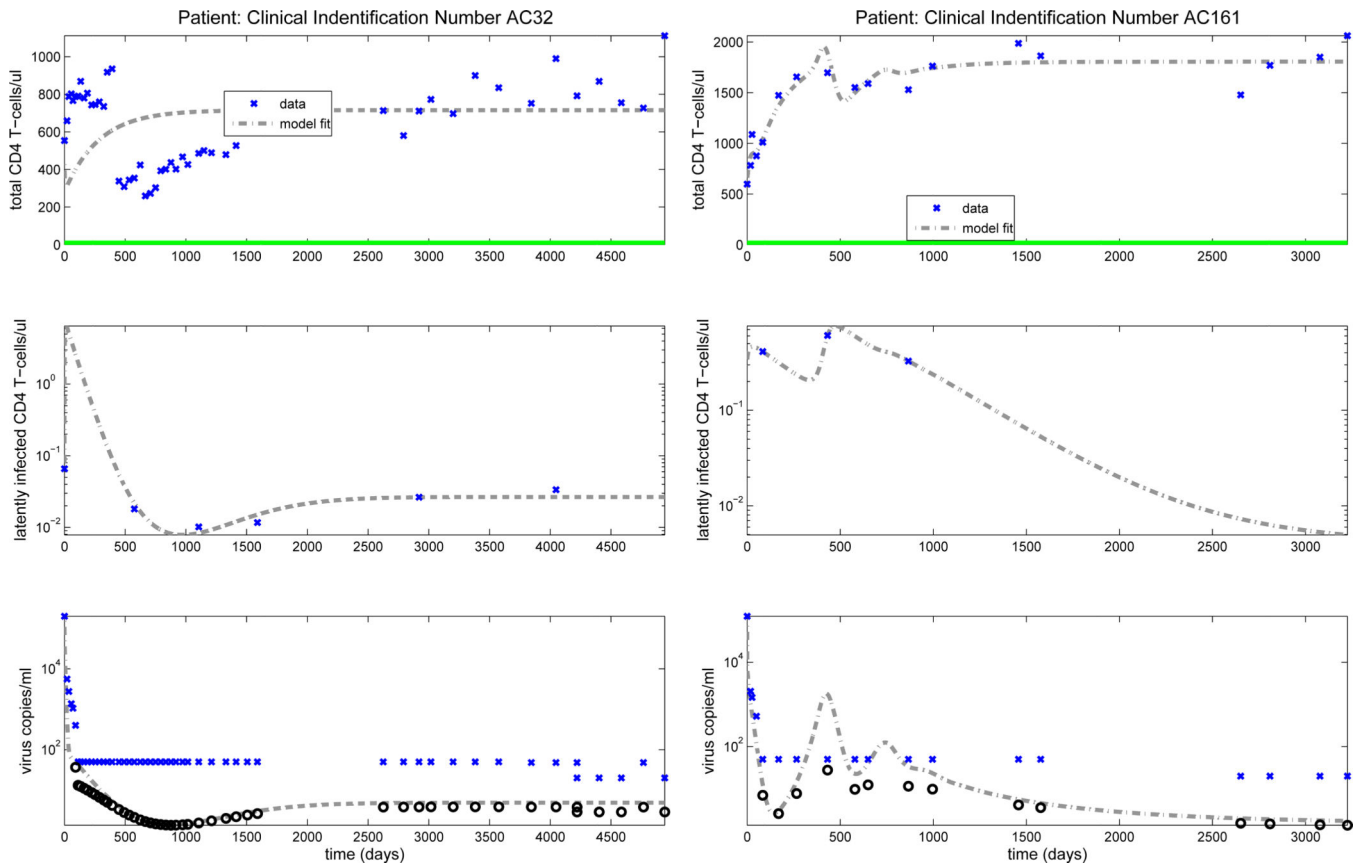 Patient: Clinical Indentification Number AC32
Patient: Clinical Indentification Number AC161
total CD4 T−cells/ul
1000
800
600
400
200
0
data
model fit
0 500 1000 1500 2000 2500 3000 3500 4000 4500
total CD4 T−cells/ul
2000
1500
1000
500
0
data
model fit
0 500 1000 1500 2000 2500 3000
latently infected CD4 T−cells/ul
10^0
10^−1
10^−2
0 500 1000 1500 2000 2500 3000 3500 4000 4500
latently infected CD4 T−cells/ul
10^−1
10^−2
0 500 1000 1500 2000 2500 3000
virus copies/ml
10^4
10^2
0 500 1000 1500 2000 2500 3000 3500 4000 4500
time (days)
virus copies/ml
10^4
10^2
0 500 1000 1500 2000 2500 3000
time (days)